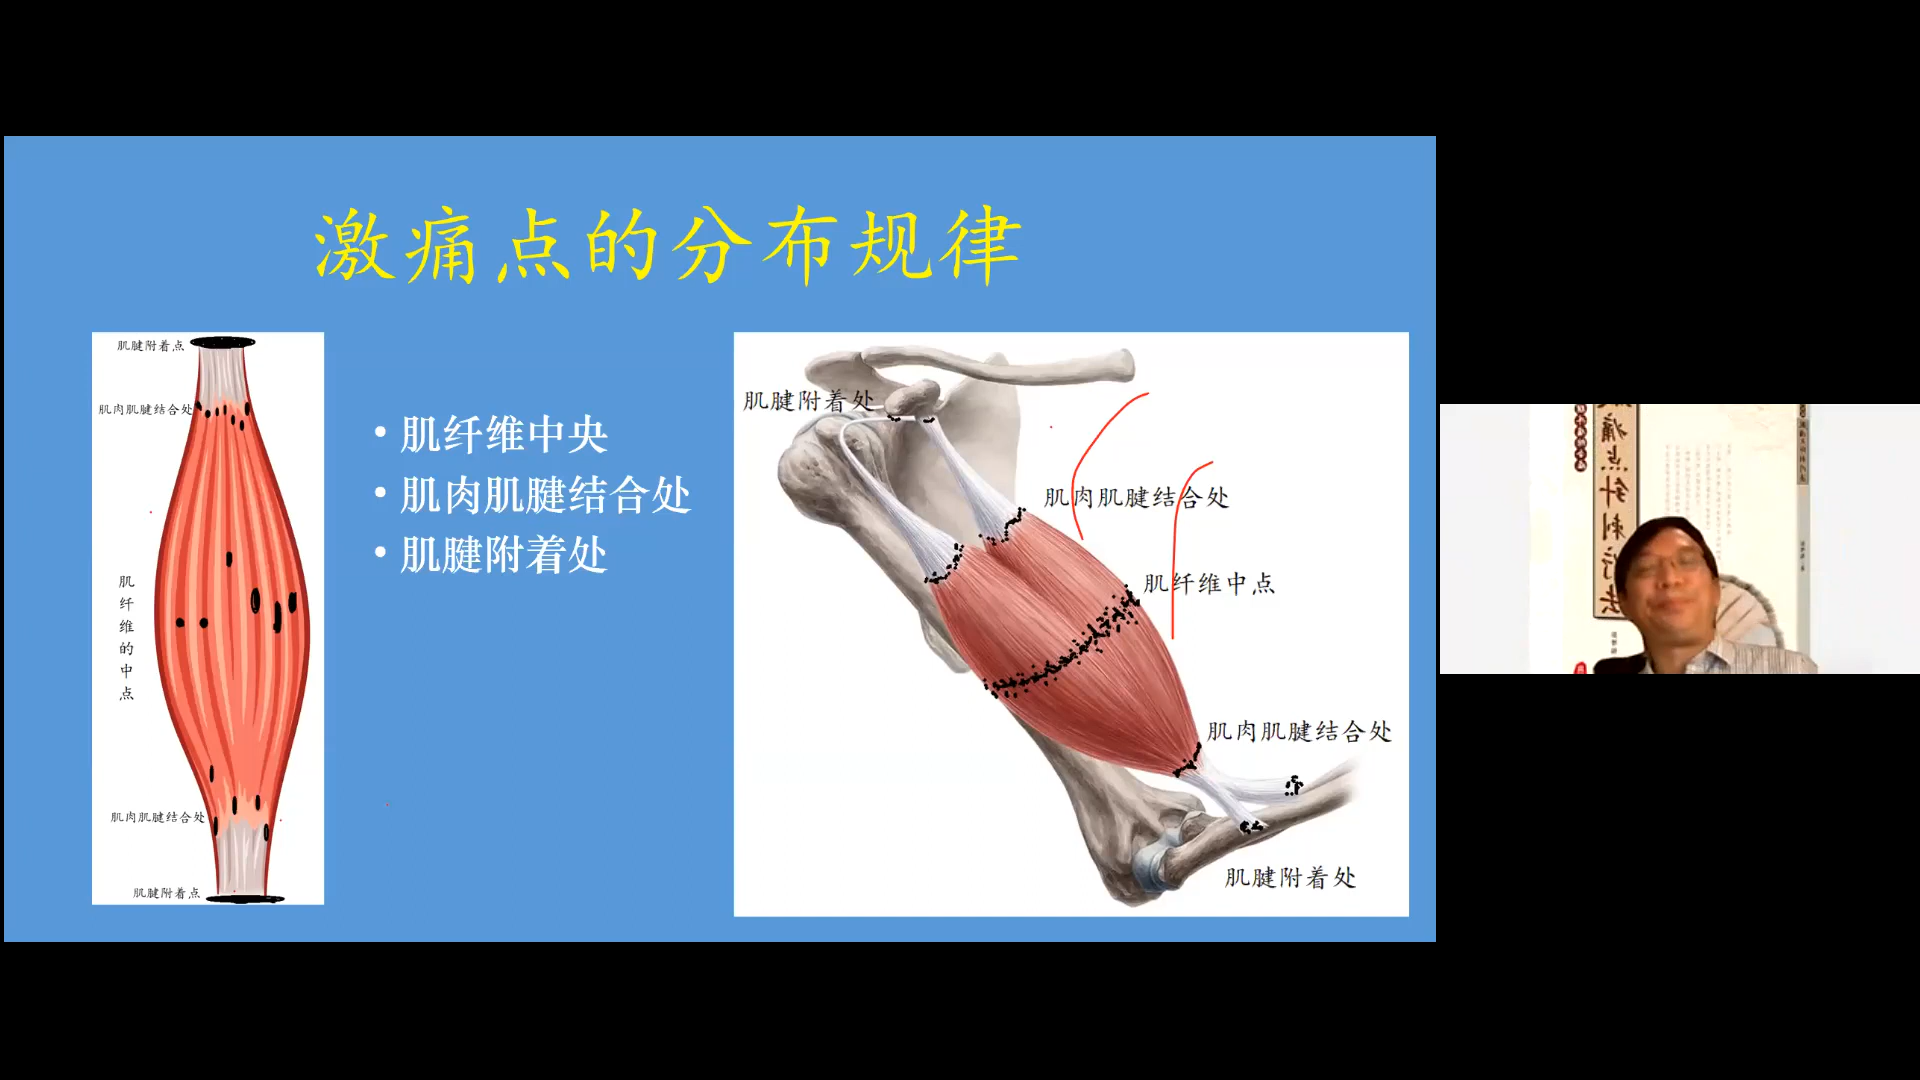 激痛点的分布规律
肌腱附着点
肌肉肌腱结合处
肌纤维的中点
肌肉肌腱结合处
肌腱附着点
• 肌纤维中央
• 肌肉肌腱结合处
• 肌腱附着处
肌腱附着处
肌肉肌腱结合处
肌纤维中点
肌肉肌腱结合处
肌腱附着处
痛点针刺疗法